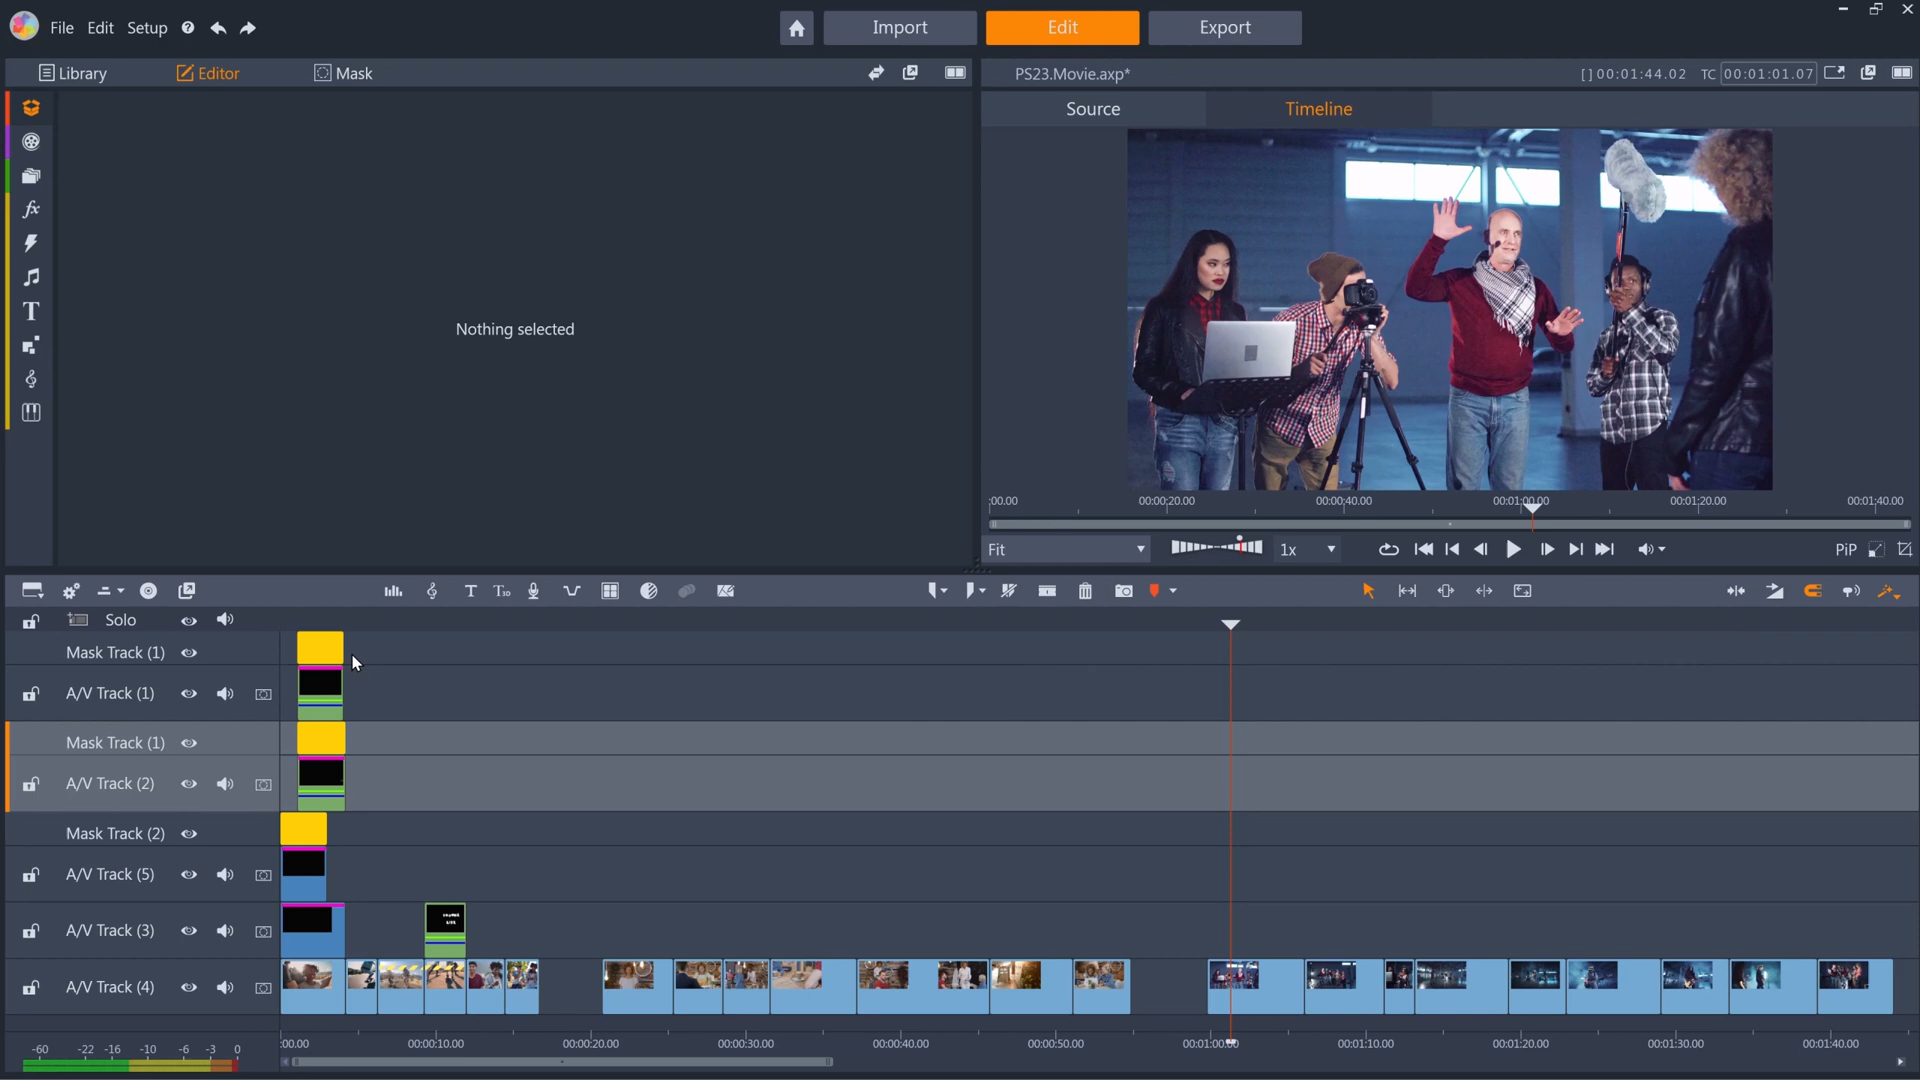 File Edit Setup
Import Edit Export
Library Editor Mask
PS23.Movie.axp*
[ ] 00:01:44.02 TC 00:01:01.07
Source Timeline
Nothing selected
:00.00 00:00:20.00 00:00:40.00 00:01:00.00 00:01:20.00 00:01:40.00
Fit 1x PiP
Solo
Mask Track (1)
A/V Track (1)
Mask Track (1)
A/V Track (2)
Mask Track (2)
A/V Track (5)
A/V Track (3)
A/V Track (4)
-60 -22 -16 -10 -6 -3 0
:00.00 00:00:10.00 00:00:20.00 00:00:30.00 00:00:40.00 00:00:50.00 00:01:00.00 00:01:10.00 00:01:20.00 00:01:30.00 00:01:40.00